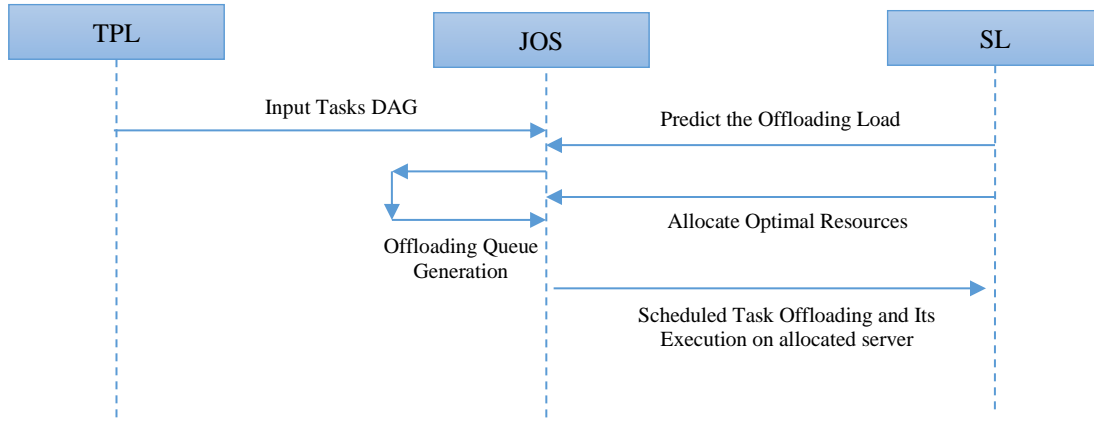 TPL
JOS
SL
Input Tasks DAG
Predict the Offloading Load
Allocate Optimal Resources
Offloading Queue
Generation
Scheduled Task Offloading and Its
Execution on allocated server